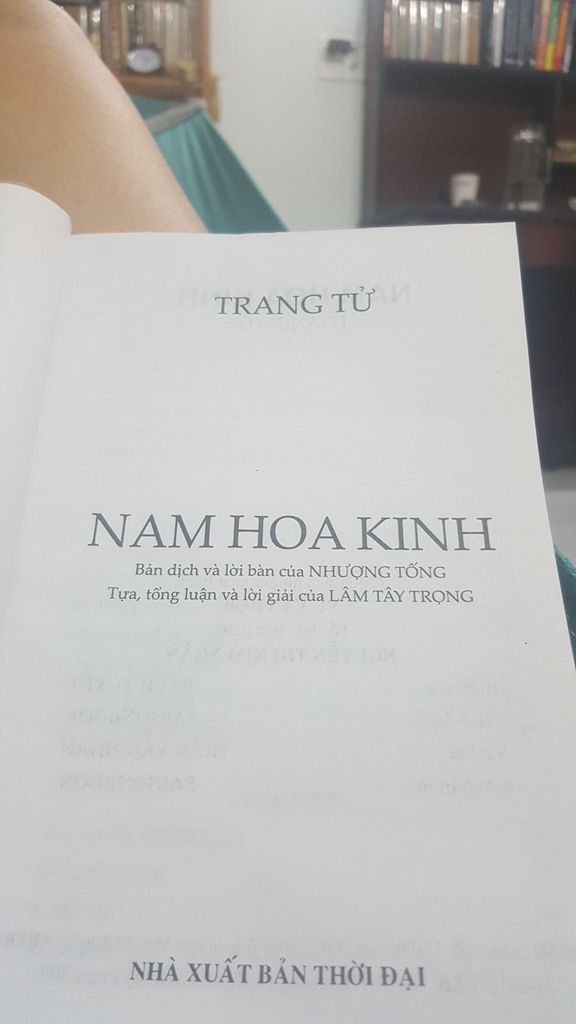 TRANG TỬ
NAM HOA KINH
Bản dịch và lời bàn của NHƯỢNG TỐNG
Tựa, tổng luận và lời giải của LÂM TÂY TRỌNG
NHÀ XUẤT BẢN THỜI ĐẠI